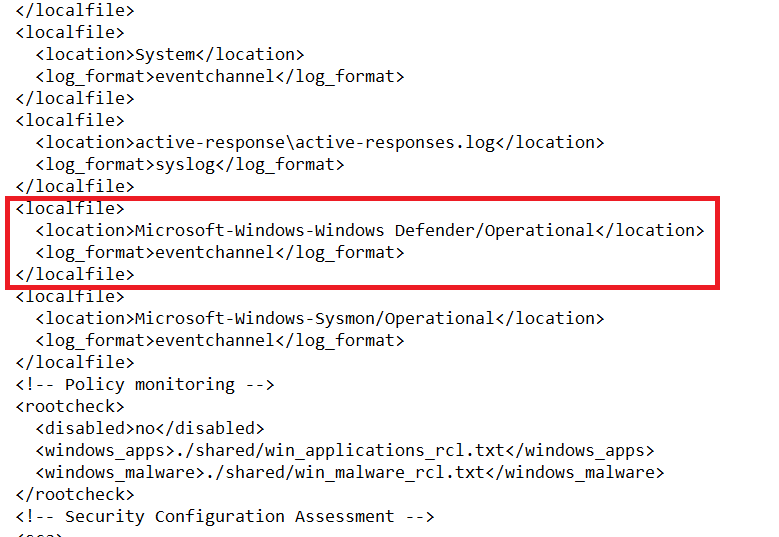 </localfile>
<localfile>
<location>System</location>
<log_format>eventchannel</log_format>
</localfile>
<localfile>
<location>active-response\active-responses.log</location>
<log_format>syslog</log_format>
</localfile>
<localfile>
<location>Microsoft-Windows-Windows Defender/Operational</location>
<log_format>eventchannel</log_format>
</localfile>
<localfile>
<location>Microsoft-Windows-Sysmon/Operational</location>
<log_format>eventchannel</log_format>
</localfile>
<!-- Policy monitoring -->
<rootcheck>
<disabled>no</disabled>
<windows_apps>./shared/win_applications_rcl.txt</windows_apps>
<windows_malware>./shared/win_malware_rcl.txt</windows_malware>
</rootcheck>
<!-- Security Configuration Assessment -->